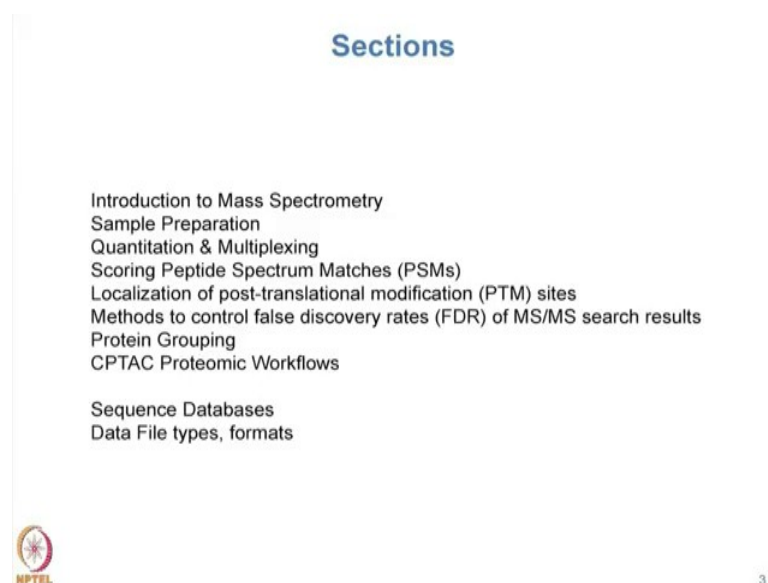 Sections
Introduction to Mass Spectrometry
Sample Preparation
Quantitation & Multiplexing
Scoring Peptide Spectrum Matches (PSMs)
Localization of post-translational modification (PTM) sites
Methods to control false discovery rates (FDR) of MS/MS search results
Protein Grouping
CPTAC Proteomic Workflows
Sequence Databases
Data File types, formats
NPTEL
3